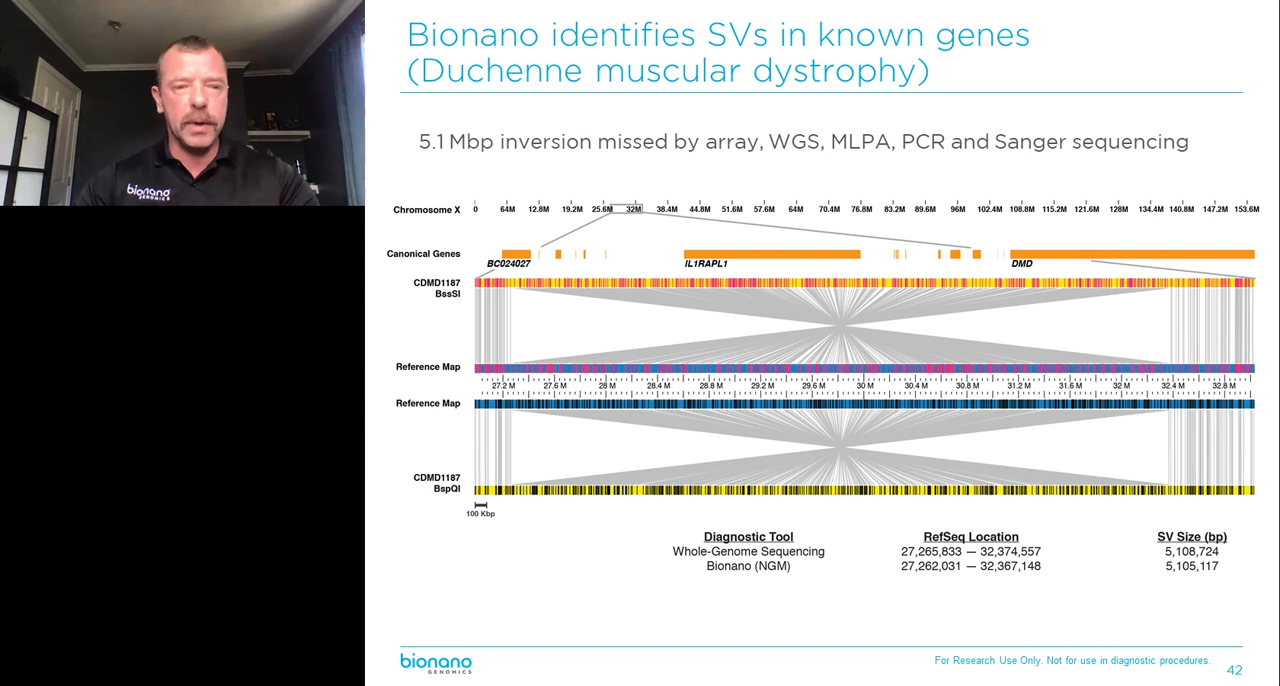 bionano
GENOMICS
Bionano identifies SVs in known genes
(Duchenne muscular dystrophy)
5.1 Mbp inversion missed by array, WGS, MLPA, PCR and Sanger sequencing
Chromosome X 0 64M 12.8M 19.2M 25.6M 32M 38.4M 44.8M 51.6M 57.6M 64M 70.4M 76.8M 83.2M 89.6M 96M 102.4M 108.8M 115.2M 121.6M 128M 134.4M 140.8M 147.2M 153.6M
Canonical Genes
BC024027 IL1RAPL1 DMD
CDMD1187
BssSI
Reference Map
27.2 M 27.6 M 28 M 28.4 M 28.8 M 29.2 M 29.6 M 30 M 30.4 M 30.8 M 31.2 M 31.6 M 32 M 32.4 M 32.8 M
Reference Map
CDMD1187
BspQI
100 Kbp
Diagnostic Tool RefSeq Location SV Size (bp)
Whole-Genome Sequencing 27,265,833 — 32,374,557 5,108,724
Bionano (NGM) 27,262,031 — 32,367,148 5,105,117
bionano
GENOMICS
For Research Use Only. Not for use in diagnostic procedures.
42